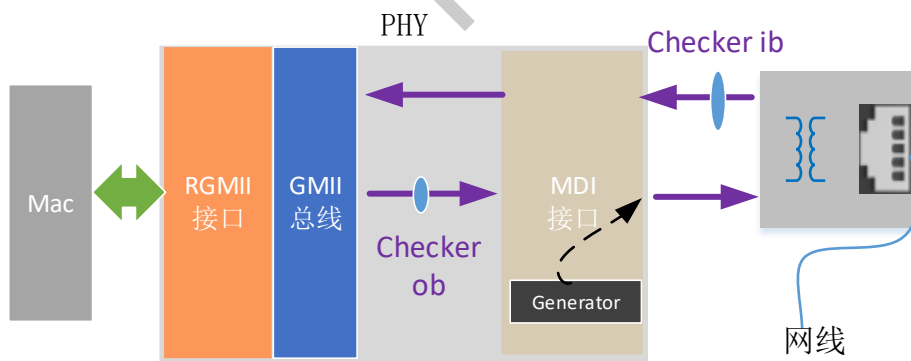 PHY
Checker ib
Mac
RGMII
接口
GMII
总线
MDI
接口
Checker
ob
Generator
网线